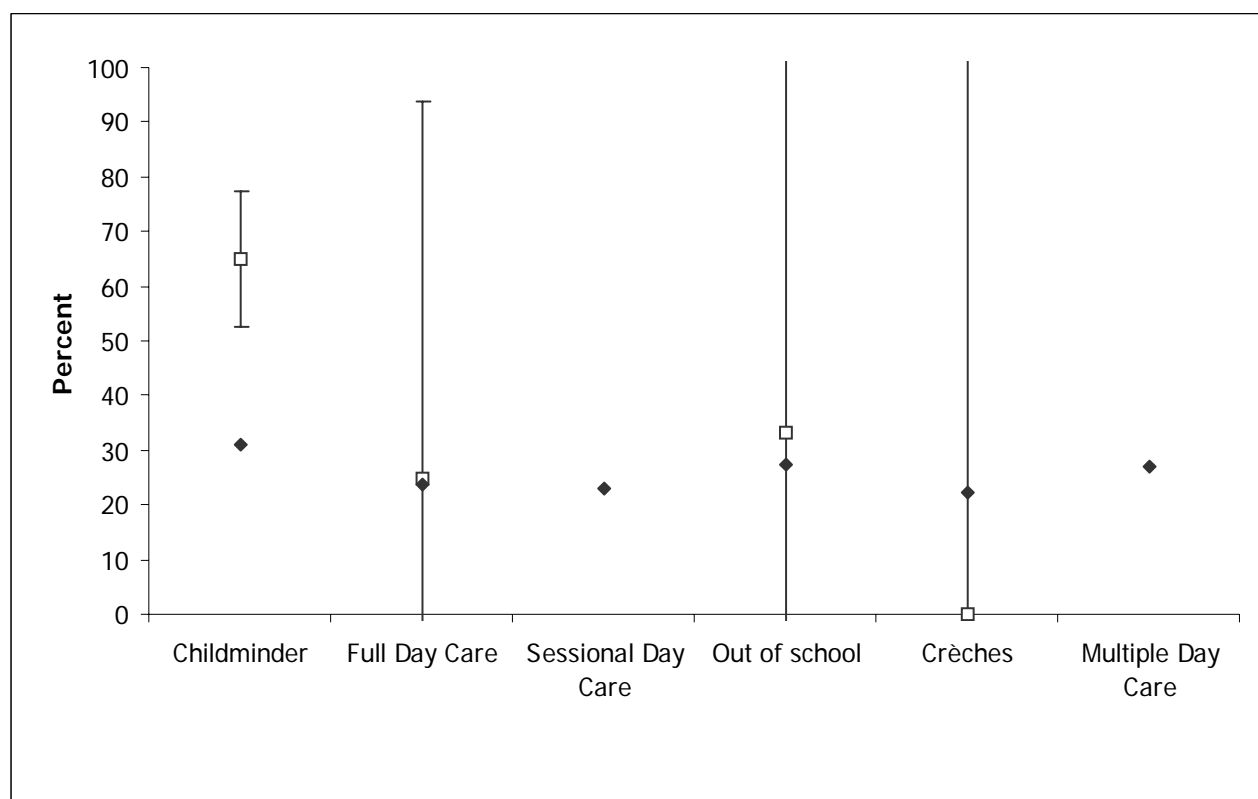 100
90
80
70
60
50
40
30
20
10
0
Percent
Childminder
Full Day Care
Sessional Day
Care
Out of school
Crèches
Multiple Day
Care